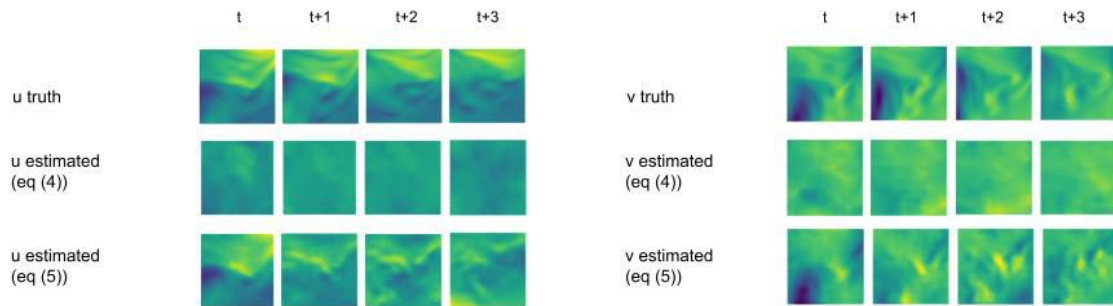 t t+1 t+2 t+3 t t+1 t+2 t+3
u truth
v truth
u estimated
(eq (4))
v estimated
(eq (4))
u estimated
(eq (5))
v estimated
(eq (5))